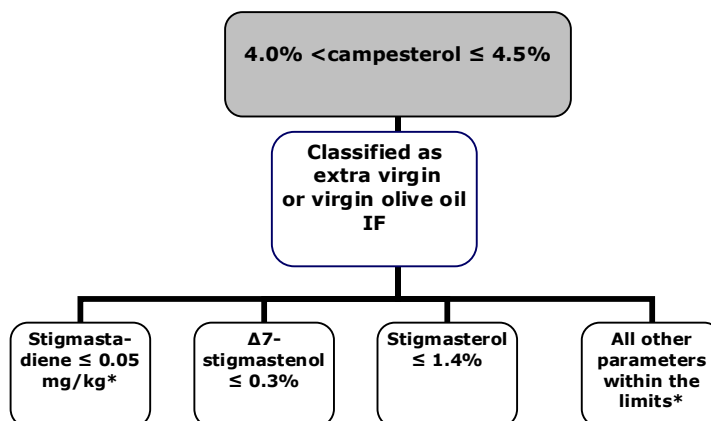 4.0% <campesterol ≤ 4.5%
Classified as
extra virgin
or virgin olive oil
IF
Stigmasta-
diene ≤ 0.05
mg/kg*
Δ7-
stigmastenol
≤ 0.3%
Stigmasterol
≤ 1.4%
All other
parameters
within the
limits*